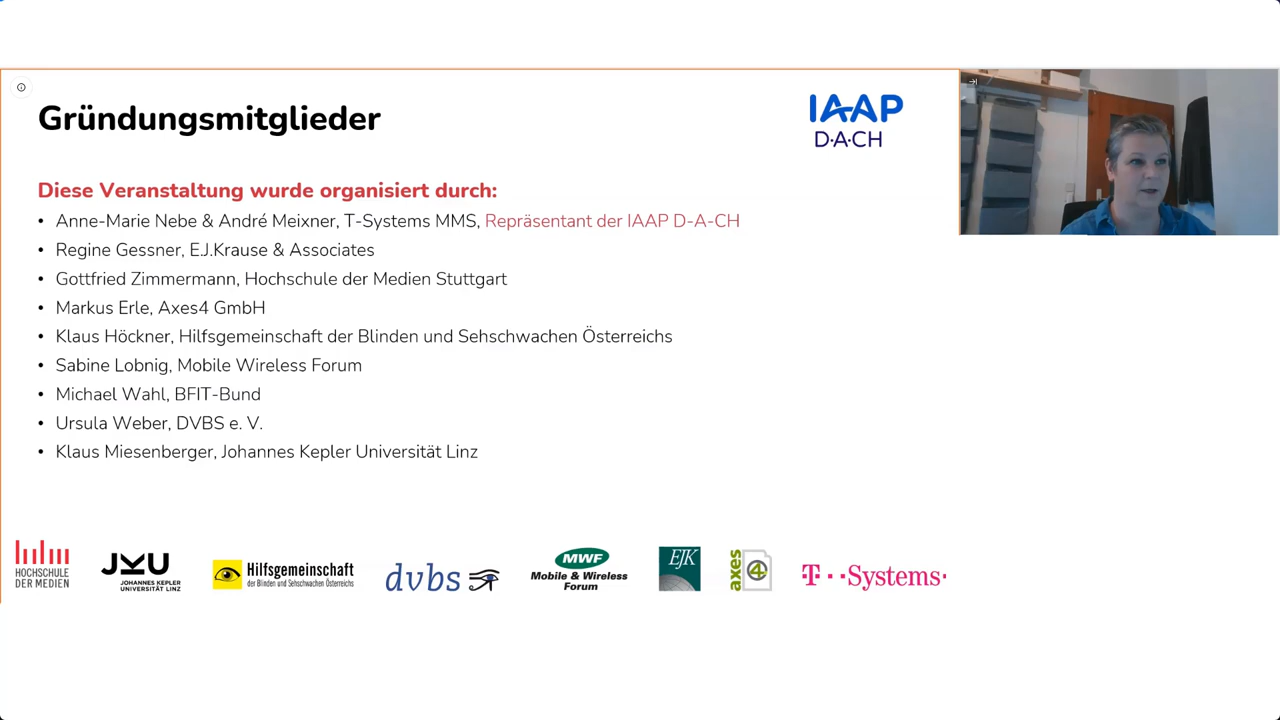 Gründungsmitglieder
IAAP
D·A·CH
Diese Veranstaltung wurde organisiert durch:
• Anne-Marie Nebe & André Meixner, T-Systems MMS, Repräsentant der IAAP D-A-CH
• Regine Gessner, E.J.Krause & Associates
• Gottfried Zimmermann, Hochschule der Medien Stuttgart
• Markus Erle, Axes4 GmbH
• Klaus Höckner, Hilfsgemeinschaft der Blinden und Sehschwachen Österreichs
• Sabine Lobnig, Mobile Wireless Forum
• Michael Wahl, BFIT-Bund
• Ursula Weber, DVBS e. V.
• Klaus Miesenberger, Johannes Kepler Universität Linz
HOCHSCHULE
DER MEDIEN
JKU
JOHANNES KEPLER
UNIVERSITÄT LINZ
Hilfsgemeinschaft
der Blinden und Sehschwachen Österreichs
dvbs
MWF
Mobile & Wireless
Forum
EJK
axes4
T··Systems·